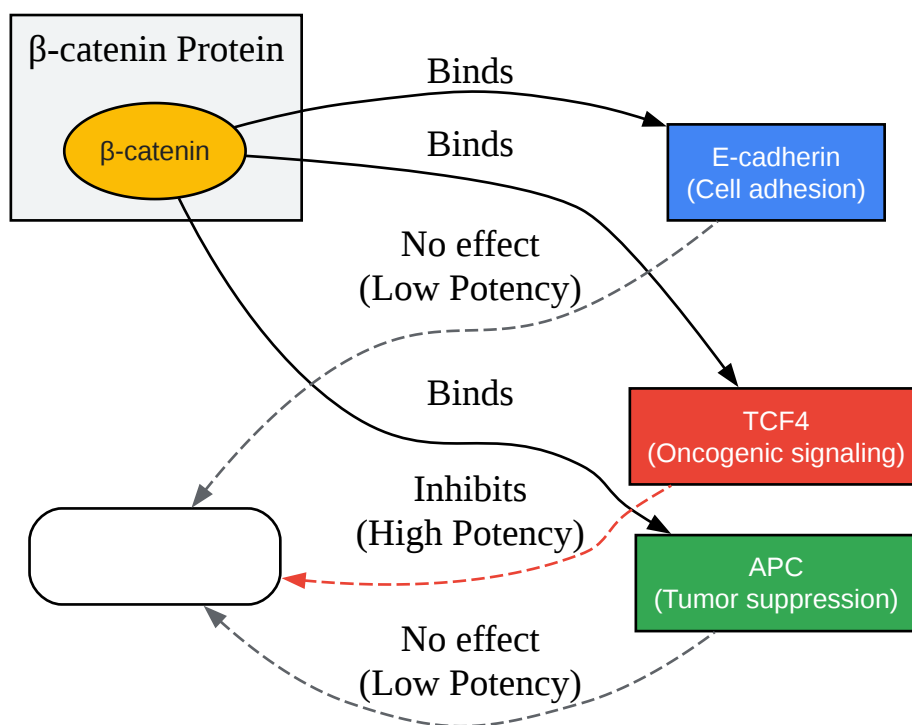 β-catenin Protein
β-catenin
Binds
Binds
E-cadherin
(Cell adhesion)
No effect
(Low Potency)
Binds
TCF4
(Oncogenic signaling)
Inhibits
(High Potency)
APC
(Tumor suppression)
No effect
(Low Potency)